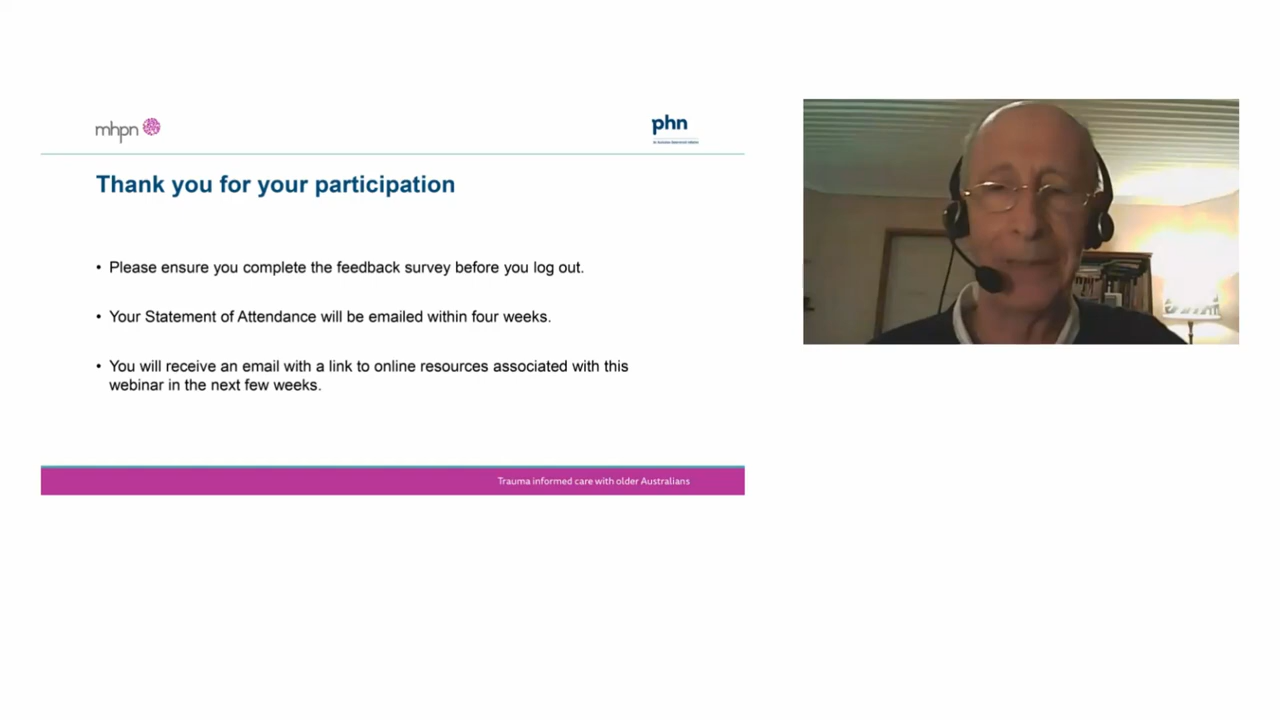 mhpn
phn
Thank you for your participation
• Please ensure you complete the feedback survey before you log out.
• Your Statement of Attendance will be emailed within four weeks.
• You will receive an email with a link to online resources associated with this
webinar in the next few weeks.
Trauma informed care with older Australians